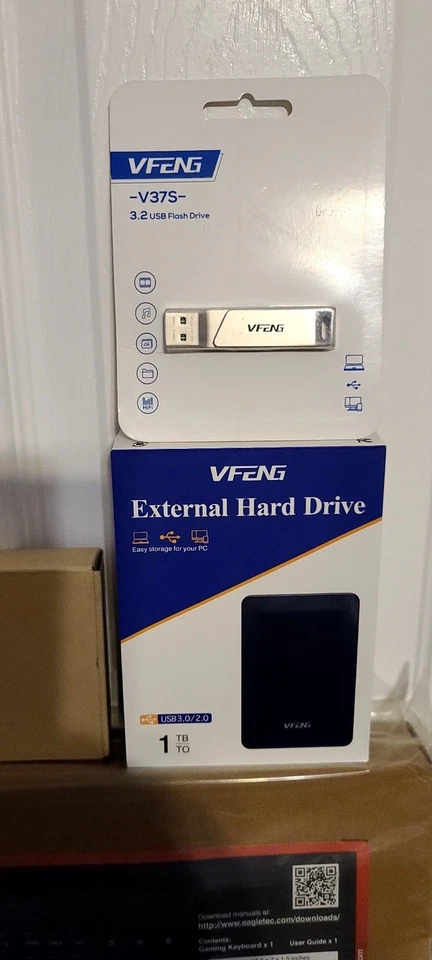 VFENG
-V37S-
3.2 USB Flash Drive
VFENG
HiFi
VFENG
External Hard Drive
Easy storage for your PC
USB3.0/2.0
1 TB
TO
VFENG
Download manuals at:
http://www.eagletec.com/downloads/
Contents:
Gaming Keyboard x 1 User Guide x 1